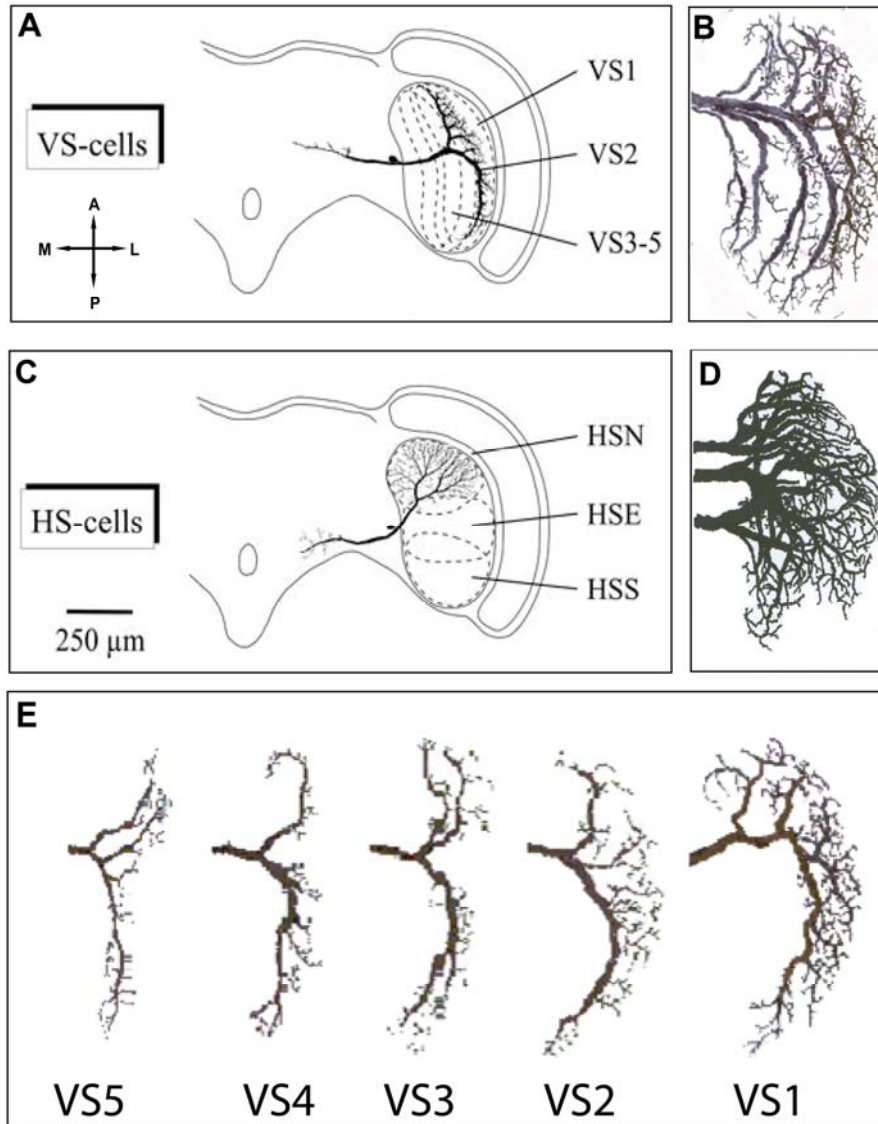 A
VS-cells
A
M
L
P
VS1
VS2
VS3-5
B
C
HS-cells
250 µm
HSN
HSE
HSS
D
E
VS5
VS4
VS3
VS2
VS1